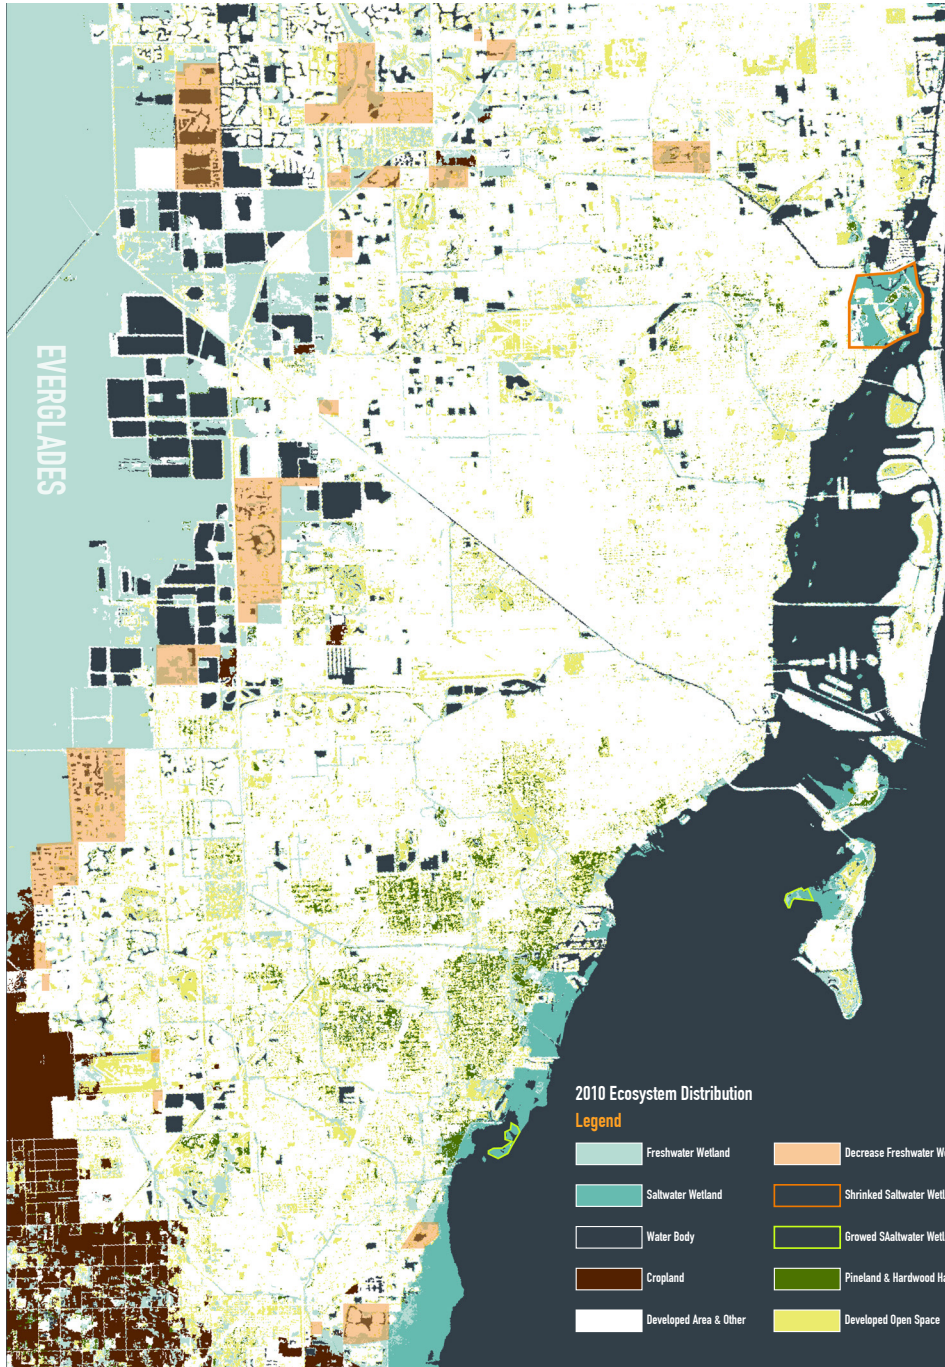 EVERGLADES
2010 Ecosystem Distribution
Legend
Freshwater Wetland
Decrease Freshwater We
Saltwater Wetland
Shrinked Saltwater Wetl
Water Body
Growed SAaltwater Wetl
Cropland
Pineland & Hardwood Ha
Developed Area & Other
Developed Open Space